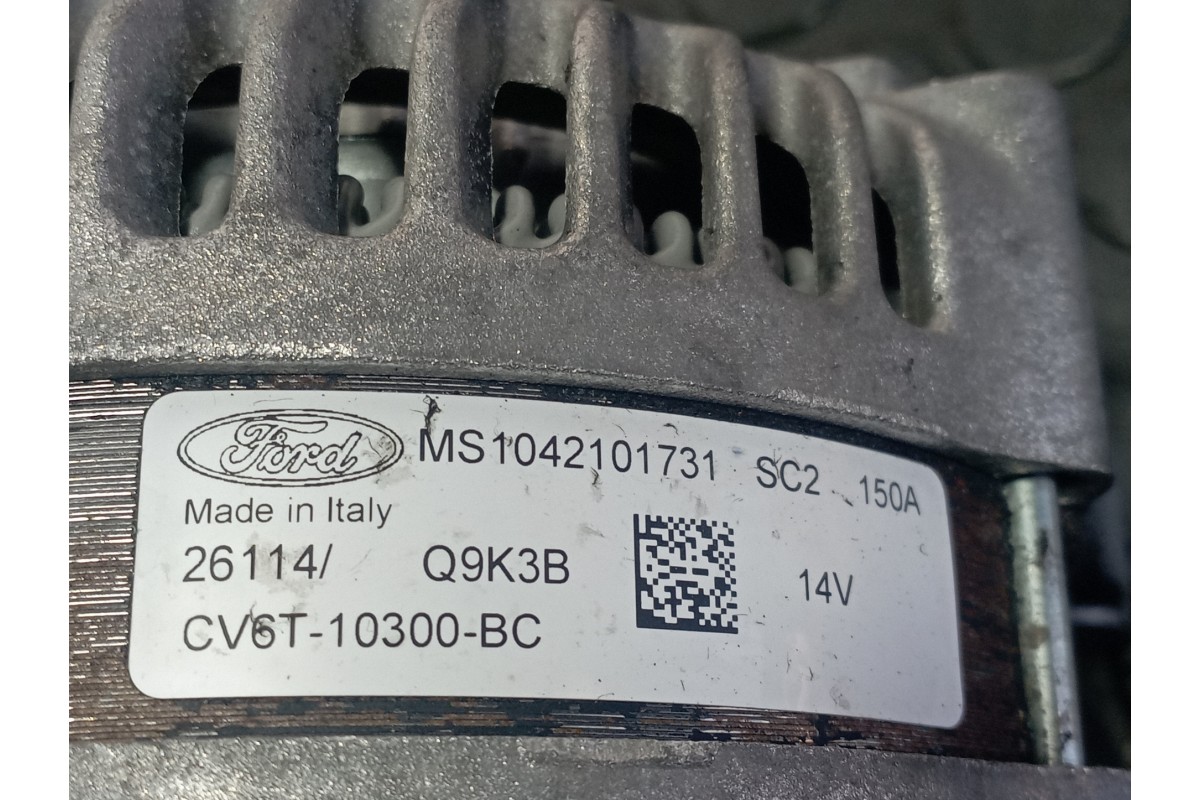 Ford MS1042101731 SC2 150A
Made in Italy
26114/ Q9K3B 14V
CV6T-10300-BC